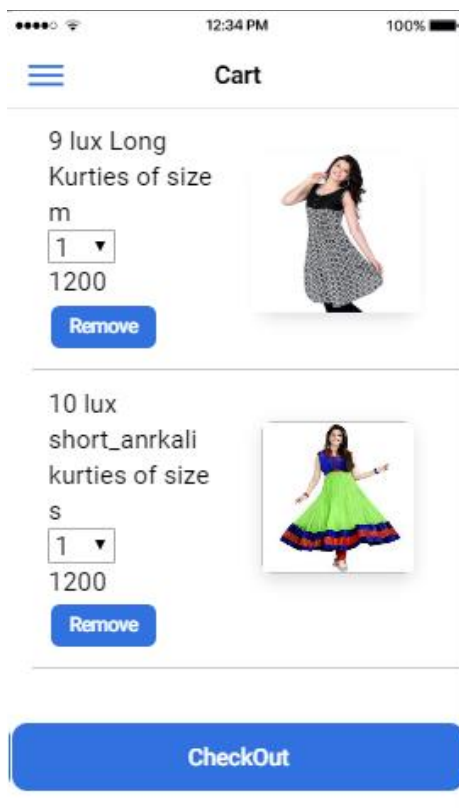 12:34 PM
100%
Cart
9 lux Long
Kurties of size
m
1
1200
Remove
10 lux
short_anrkali
kurties of size
s
1
1200
Remove
CheckOut